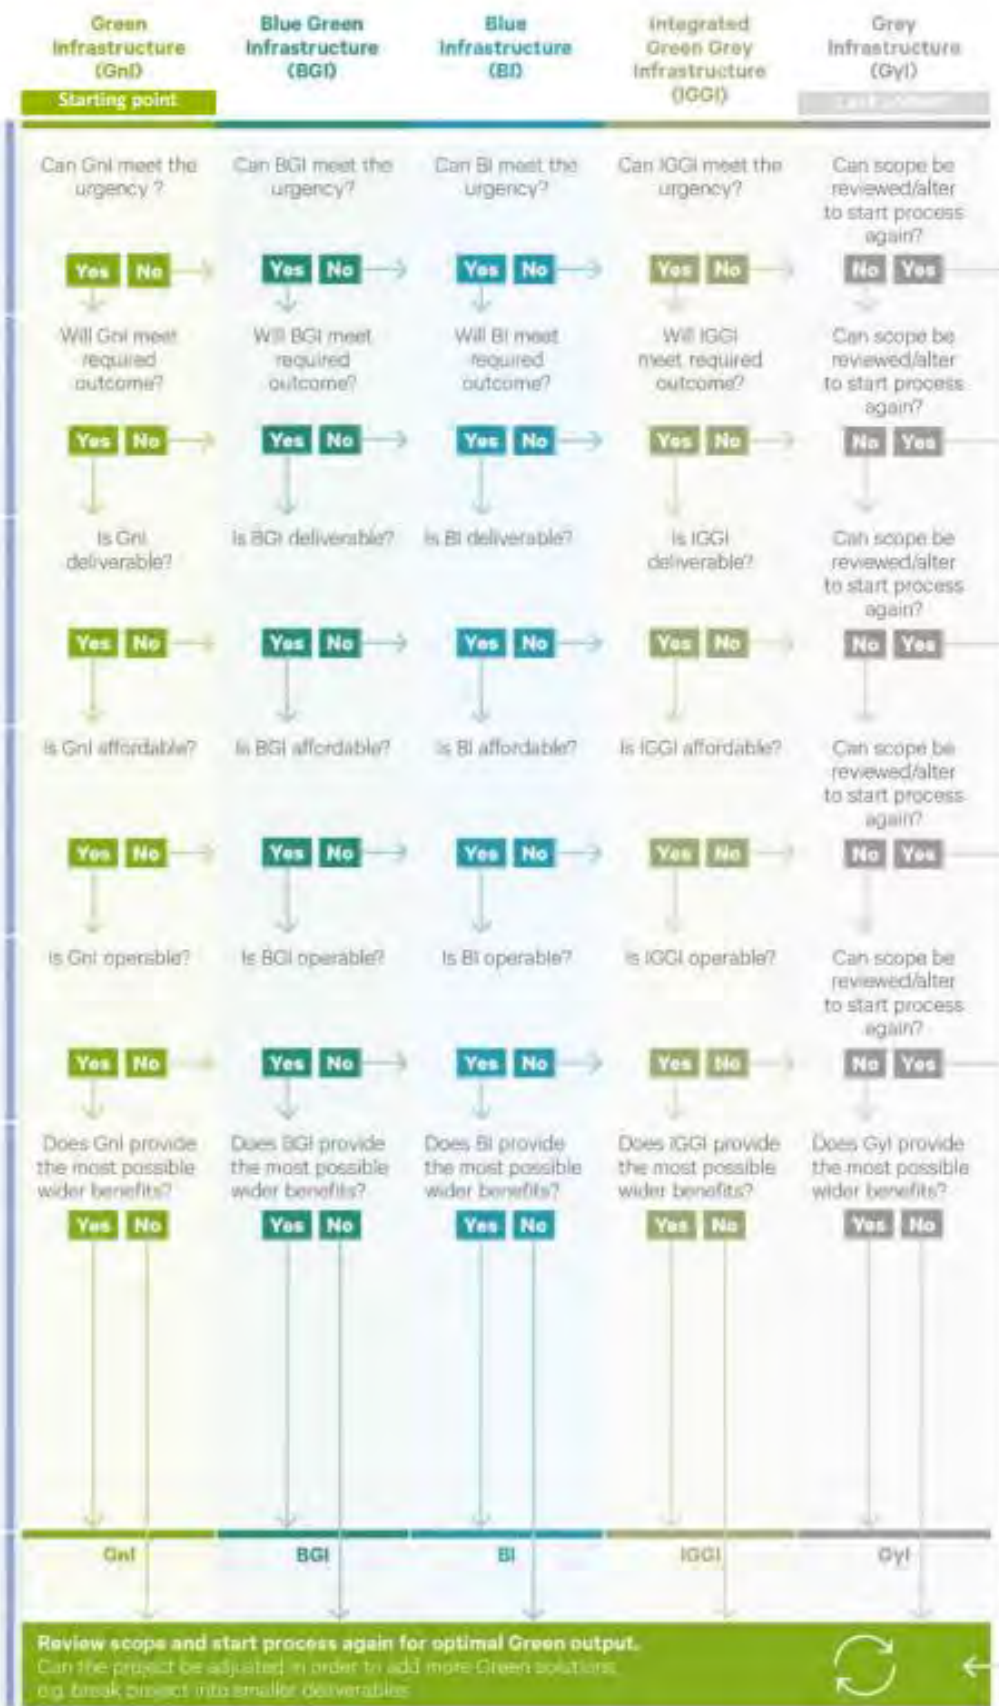 Green
Infrastructure
(GnI)
Starting point
Blue Green
Infrastructure
(BGI)
Blue
Infrastructure
(BI)
Integrated
Green Grey
Infrastructure
(IGGI)
Grey
Infrastructure
(GyI)
Can GnI meet the
urgency ?
Yes No
Can BGI meet the
urgency?
Yes No
Can BI meet the
urgency?
Yes No
Can IGGI meet the
urgency?
Yes No
Can scope be
reviewed/alter
to start process
again?
No Yes
Will GnI meet
required
outcome?
Yes No
Will BGI meet
required
outcome?
Yes No
Will BI meet
required
outcome?
Yes No
Will IGGI
meet required
outcome?
Yes No
Can scope be
reviewed/alter
to start process
again?
No Yes
Is GnI
deliverable?
Yes No
Is BGI deliverable?
Yes No
Is BI deliverable?
Yes No
Is IGGI
deliverable?
Yes No
Can scope be
reviewed/alter
to start process
again?
No Yes
Is GnI affordable?
Yes No
Is BGI affordable?
Yes No
Is BI affordable?
Yes No
Is IGGI affordable?
Yes No
Can scope be
reviewed/alter
to start process
again?
No Yes
Is GnI operable?
Yes No
Is BGI operable?
Yes No
Is BI operable?
Yes No
Is IGGI operable?
Yes No
Can scope be
reviewed/alter
to start process
again?
No Yes
Does GnI provide
the most possible
wider benefits?
Yes No
Does BGI provide
the most possible
wider benefits?
Yes No
Does BI provide
the most possible
wider benefits?
Yes No
Does IGGI provide
the most possible
wider benefits?
Yes No
Does GyI provide
the most possible
wider benefits?
Yes No
GnI
BGI
BI
IGGI
GyI
Review scope and start process again for optimal Green output.
Can the project be adjusted in order to add more Green solutions
e.g. break project into smaller deliverables